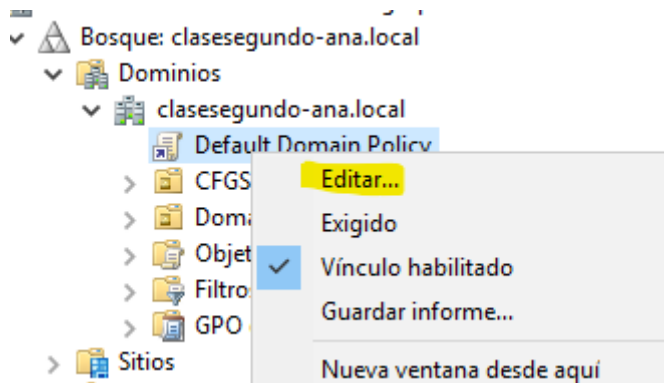 Bosque: clasesegundo-ana.local
Dominios
clasesegundo-ana.local
Default Domain Policy
Editar...
CFGS
Exigido
Vínculo habilitado
Guardar informe...
GPO
Sitios
Nueva ventana desde aquí